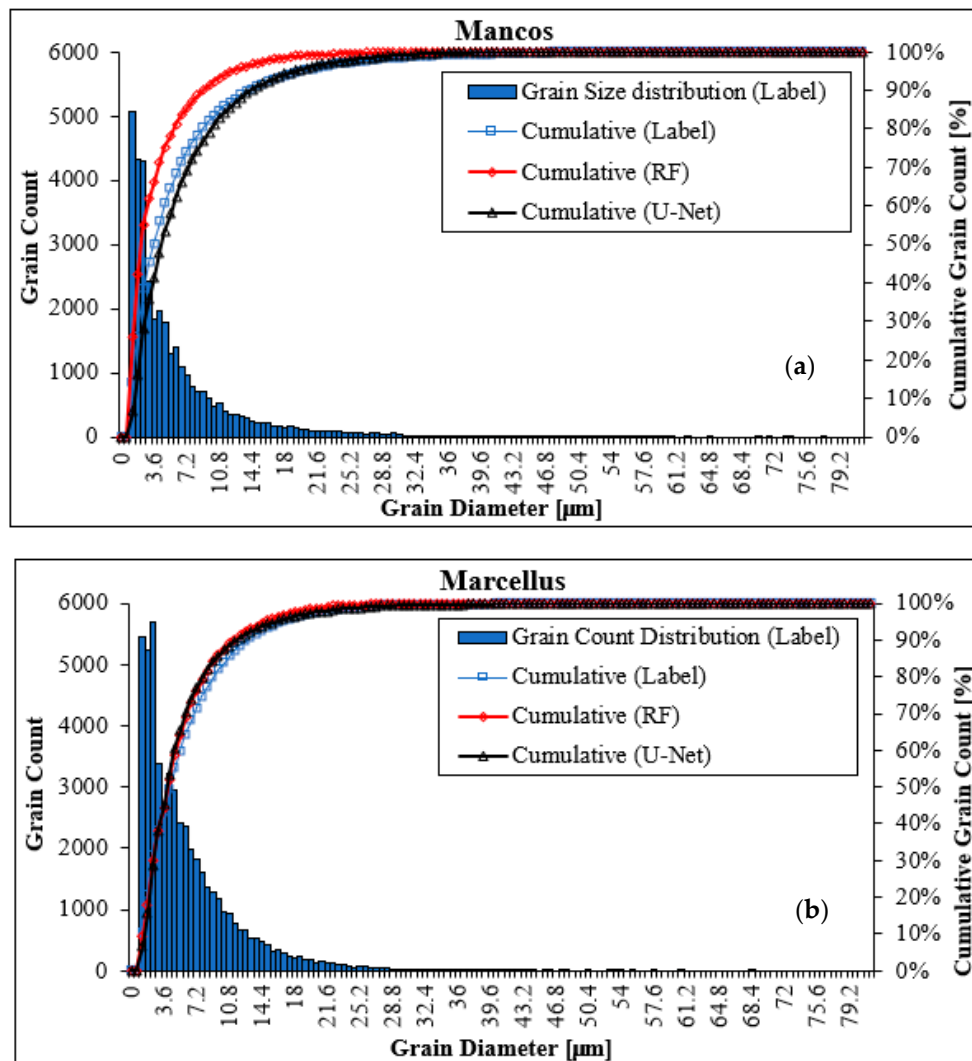 Mancos
6000
5000
4000
3000
2000
1000
0
Grain Count
Grain Size distribution (Label)
Cumulative (Label)
Cumulative (RF)
Cumulative (U-Net)
(a)
100%
90%
80%
70%
60%
50%
40%
30%
20%
10%
0%
Cumulative Grain Count [%]
0 3.6 7.2 10.8 14.4 18 21.6 25.2 28.8 32.4 36 39.6 43.2 46.8 50.4 54 57.6 61.2 64.8 68.4 72 75.6 79.2
Grain Diameter [µm]
Marcellus
6000
5000
4000
3000
2000
1000
0
Grain Count
Grain Count Distribution (Label)
Cumulative (Label)
Cumulative (RF)
Cumulative (U-Net)
(b)
100%
90%
80%
70%
60%
50%
40%
30%
20%
10%
0%
Cumulative Grain Count [%]
0 3.6 7.2 10.8 14.4 18 21.6 25.2 28.8 32.4 36 39.6 43.2 46.8 50.4 54 57.6 61.2 64.8 68.4 72 75.6 79.2
Grain Diameter [µm]